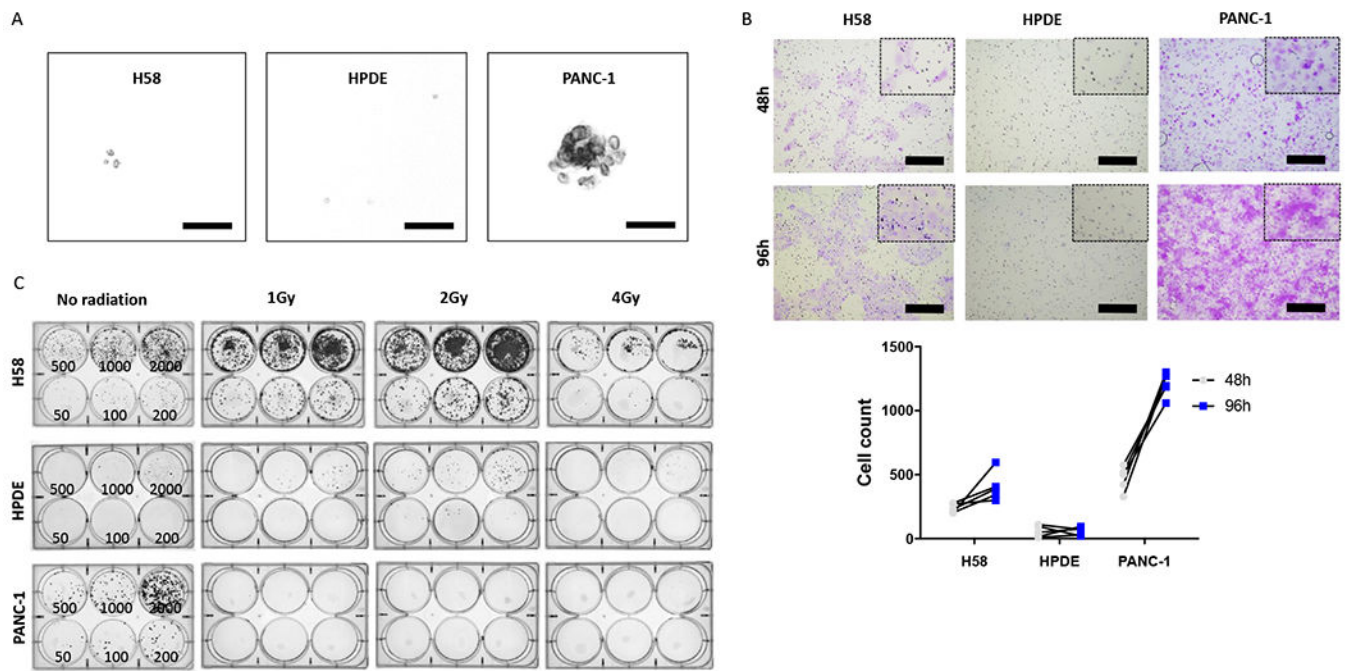 A
H58 HPDE PANC-1
B
H58 HPDE PANC-1
48h
96h
C
No radiation 1Gy 2Gy 4Gy
H58
500 1000 2000
50 100 200
HPDE
500 1000 2000
50 100 200
PANC-1
500 1000 2000
50 100 200
1500
1000
500
0
Cell count
H58 HPDE PANC-1
48h
96h